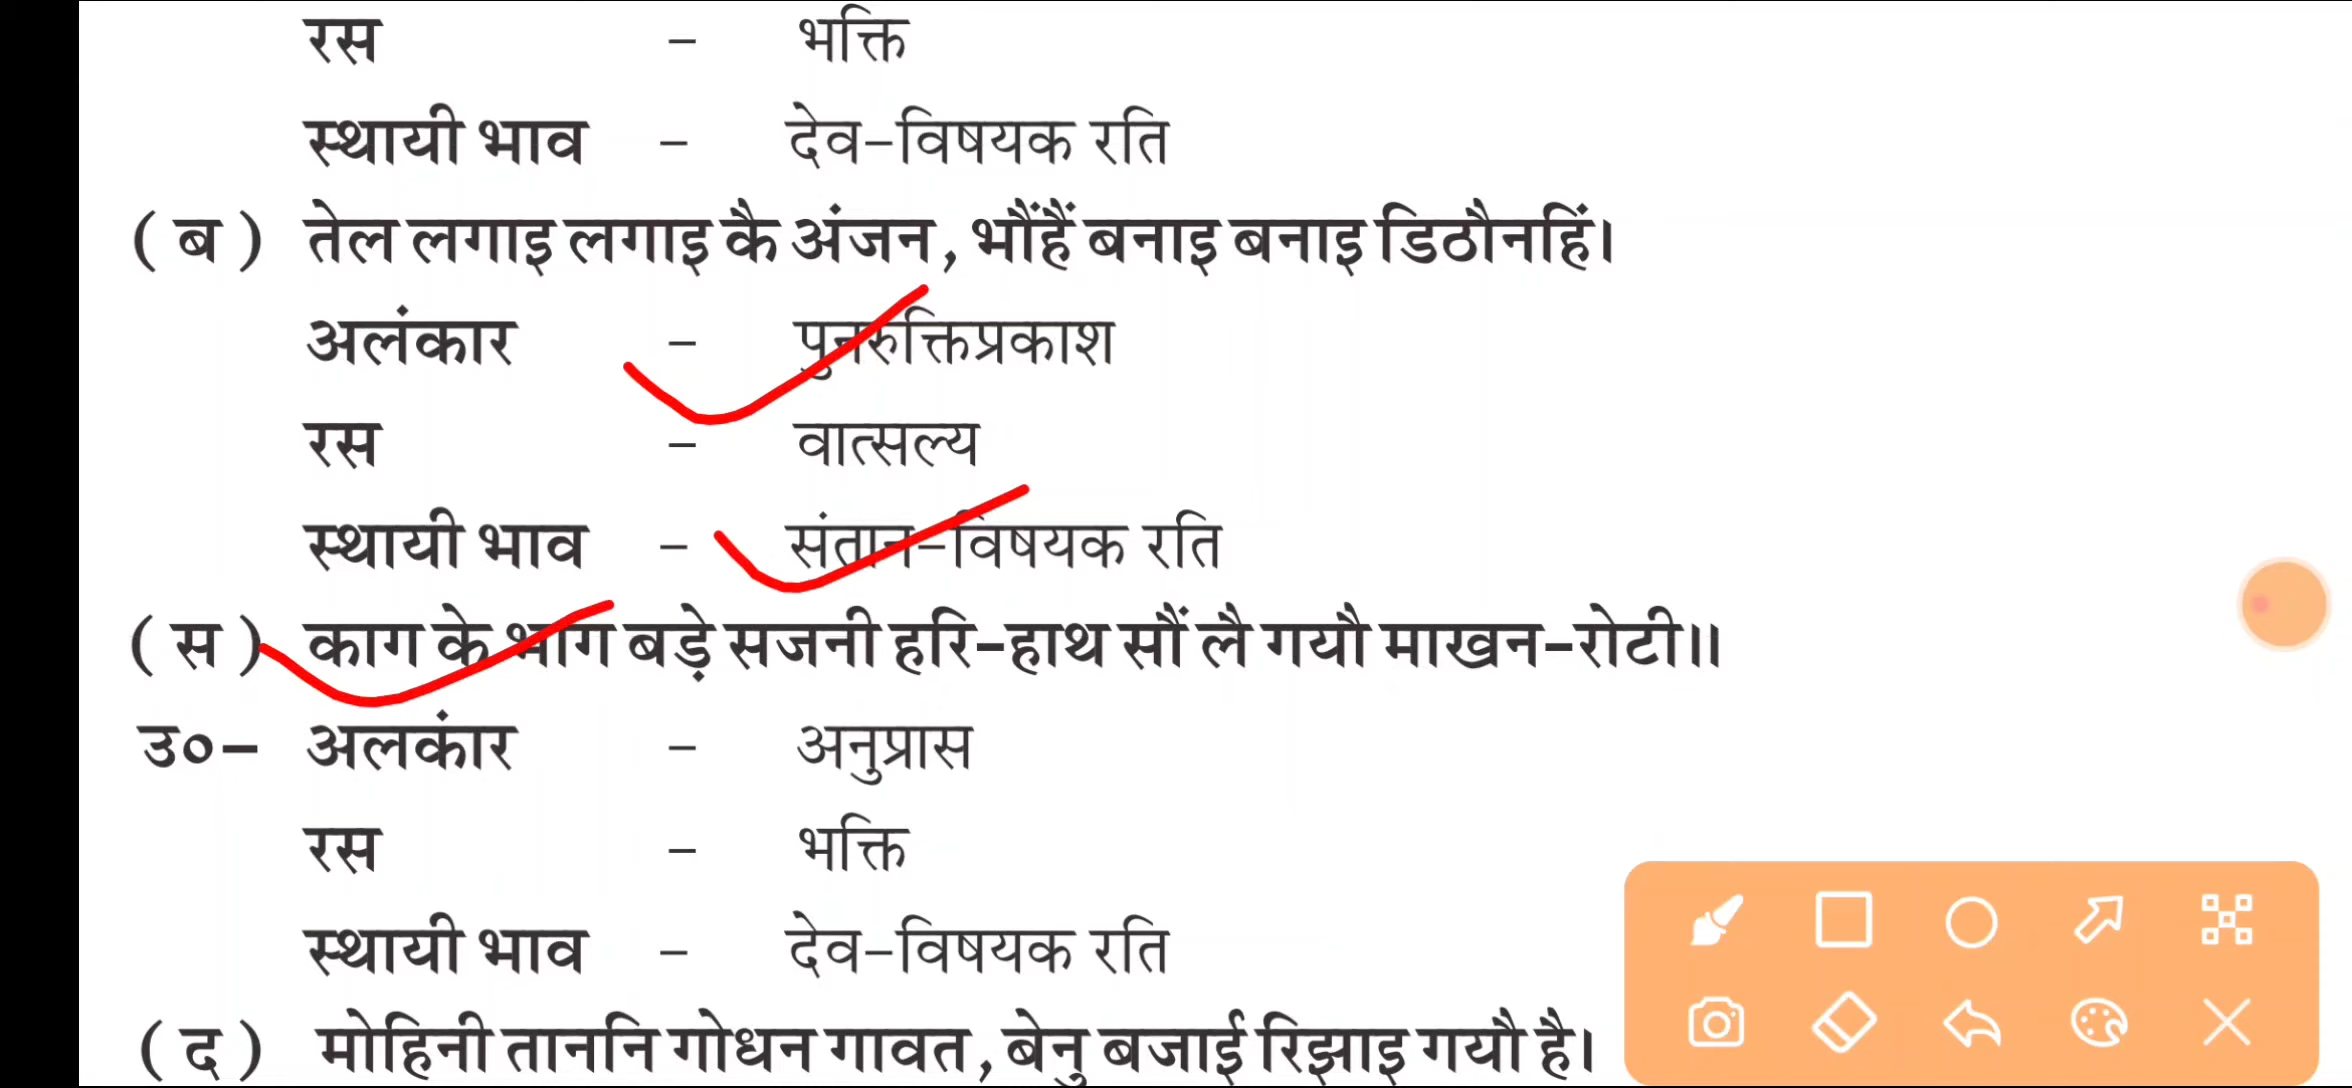 रस - भक्ति
स्थायी भाव - देव-विषयक रति
( ब ) तेल लगाइ लगाइ कै अंजन, भौंहैं बनाइ बनाइ डिठौनहिं।
अलंकार - पुनरुक्तिप्रकाश
रस - वात्सल्य
स्थायी भाव - संतान-विषयक रति
( स ) काग के भाग बड़े सजनी हरि-हाथ सौं लै गयौ माखन-रोटी॥
उ०- अलकंार - अनुप्रास
रस - भक्ति
स्थायी भाव - देव-विषयक रति
( द ) मोहिनी ताननि गोधन गावत, बेनु बजाई रिझाइ गयौ है।